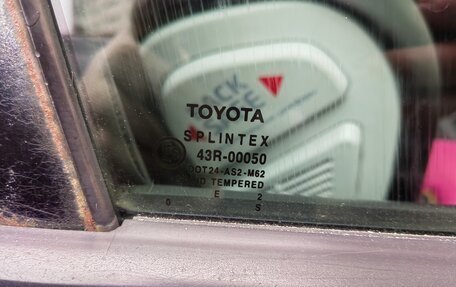 TOYOTA
SPLINTEX
43R-00050
DOT24-AS2-M62
TEMPERED
E 2
0 S